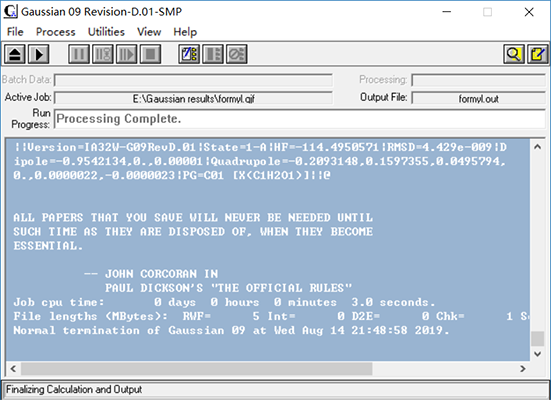 Gaussian 09 Revision-D.01-SMP
File Process Utilities View Help
Batch Data: Processing:
Active Job: E:\Gaussian results\formyl.gjf Output File: formyl.out
Run
Progress: Processing Complete.
||Version=IA32W-G09RevD.01|State=1-A|HF=-114.4950571|RMSD=4.429e-009|D
ipole=-0.9542134,0.,0.00001|Quadrupole=-0.2093148,0.1597355,0.0495794,
0.,0.0000022,-0.0000023|PG=C01 [X(C1H2O1)]||@
ALL PAPERS THAT YOU SAVE WILL NEVER BE NEEDED UNTIL
SUCH TIME AS THEY ARE DISPOSED OF, WHEN THEY BECOME
ESSENTIAL.
-- JOHN CORCORAN IN
PAUL DICKSON'S "THE OFFICIAL RULES"
Job cpu time: 0 days 0 hours 0 minutes 3.0 seconds.
File lengths (MBytes): RWF= 5 Int= 0 D2E= 0 Chk= 1 S
Normal termination of Gaussian 09 at Wed Aug 14 21:48:58 2019.
Finalizing Calculation and Output